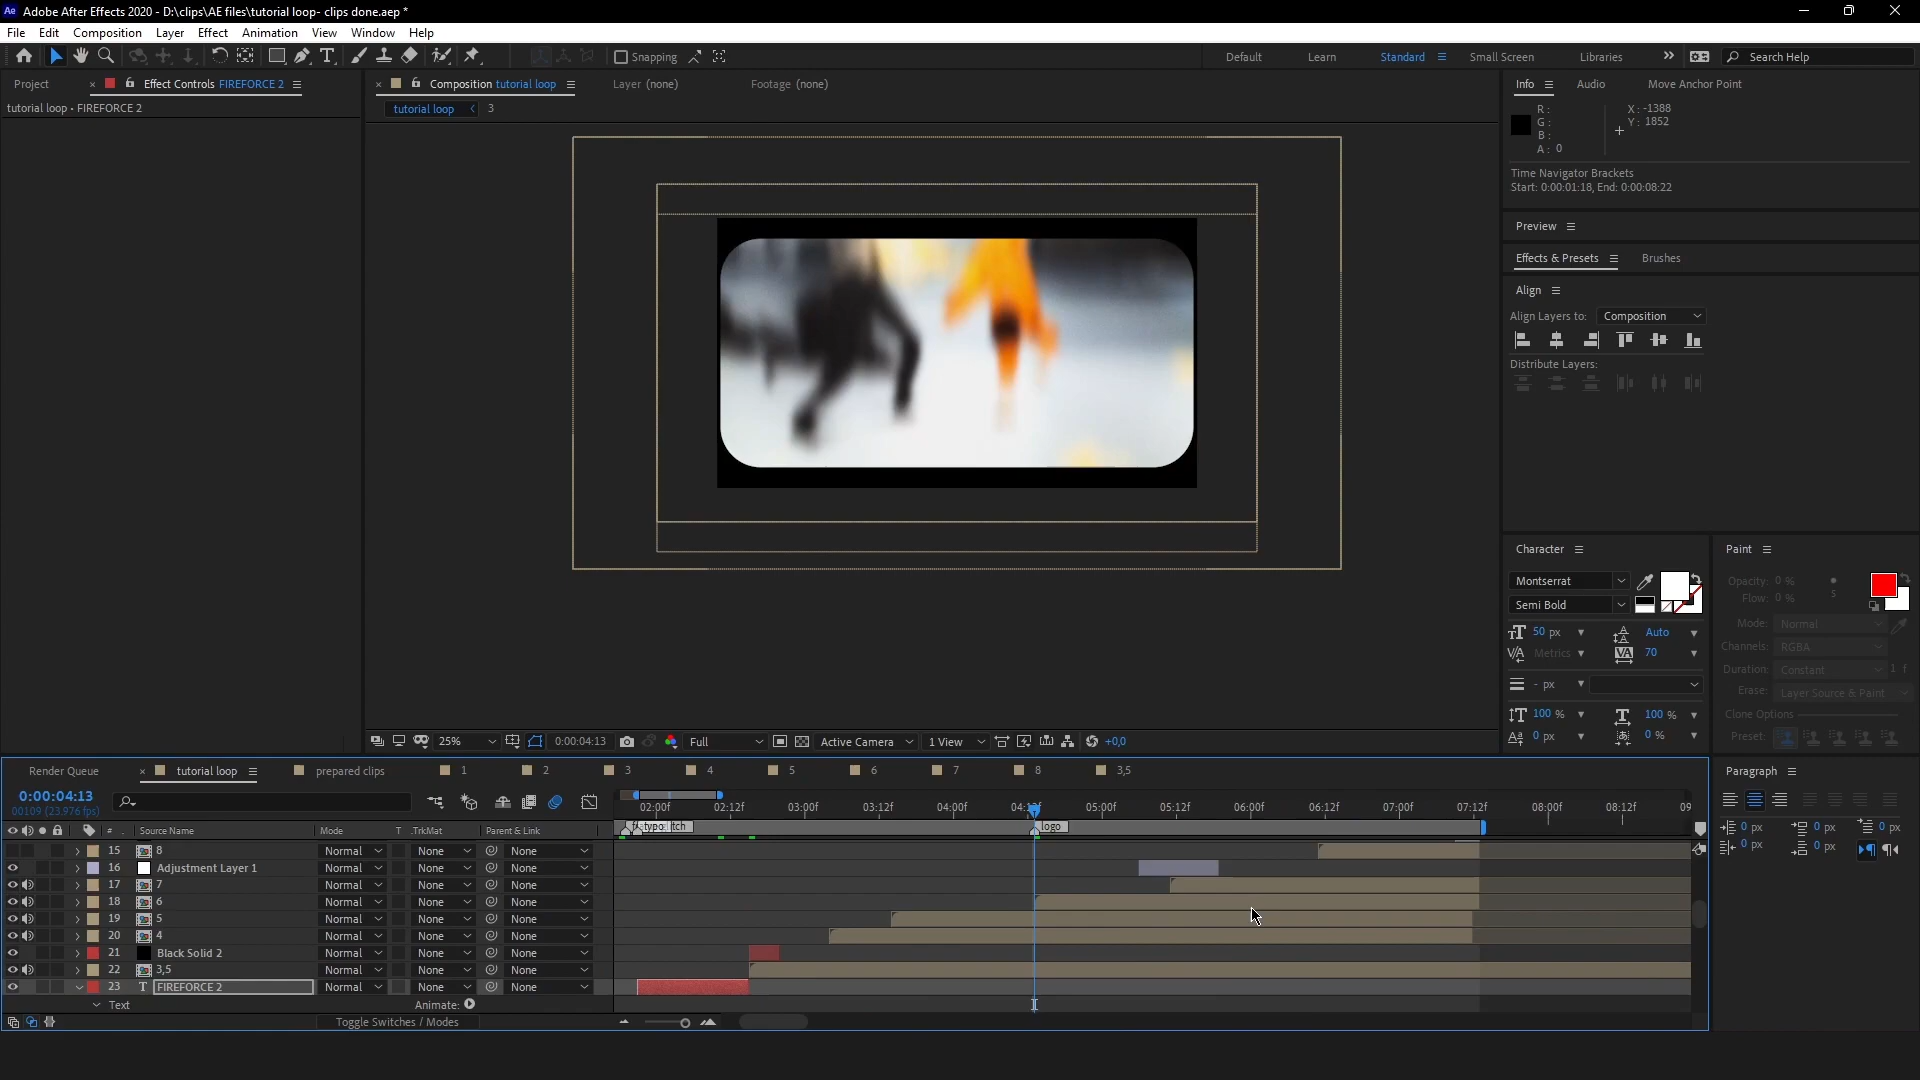 Ae Adobe After Effects 2020 - D:\clips\AE files\tutorial loop- clips done.aep *
File Edit Composition Layer Effect Animation View Window Help
Snapping Default Learn Standard Small Screen Libraries Search Help
Project Effect Controls FIREFORCE 2 Composition tutorial loop Layer (none) Footage (none) Info Audio Move Anchor Point
tutorial loop • FIREFORCE 2 tutorial loop 3
R: X: -1388
G: Y: 1852
B:
A: 0
Time Navigator Brackets
Start: 0:00:01:18, End: 0:00:08:22
Preview
Effects & Presets Brushes
Align
Align Layers to: Composition
Distribute Layers:
Character Paint
Montserrat Opacity: 0 %
Semi Bold Flow: 0 % 5
50 px Auto Mode: Normal
Metrics 70 Channels: RGBA
- px Duration: Constant 1 f
Erase: Layer Source & Paint
100 % 100 % Clone Options
0 px 0 % Preset:
25% 0:00:04:13 Full Active Camera 1 View +0,0
Render Queue tutorial loop prepared clips 1 2 3 4 5 6 7 8 3,5 Paragraph
0:00:04:13
00109 (23.976 fps)
02:00f 02:12f 03:00f 03:12f 04:00f 04:12f 05:00f 05:12f 06:00f 06:12f 07:00f 07:12f 08:00f 08:12f 09
0 px 0 px 0 px
0 px 0 px
# Source Name Mode T .TrkMat Parent & Link logo
15 8 Normal None None
16 Adjustment Layer 1 Normal None None
17 7 Normal None None
18 6 Normal None None
19 5 Normal None None
20 4 Normal None None
21 Black Solid 2 Normal None None
22 3,5 Normal None None
23 T FIREFORCE 2 Normal None None
Text Animate:
Toggle Switches / Modes